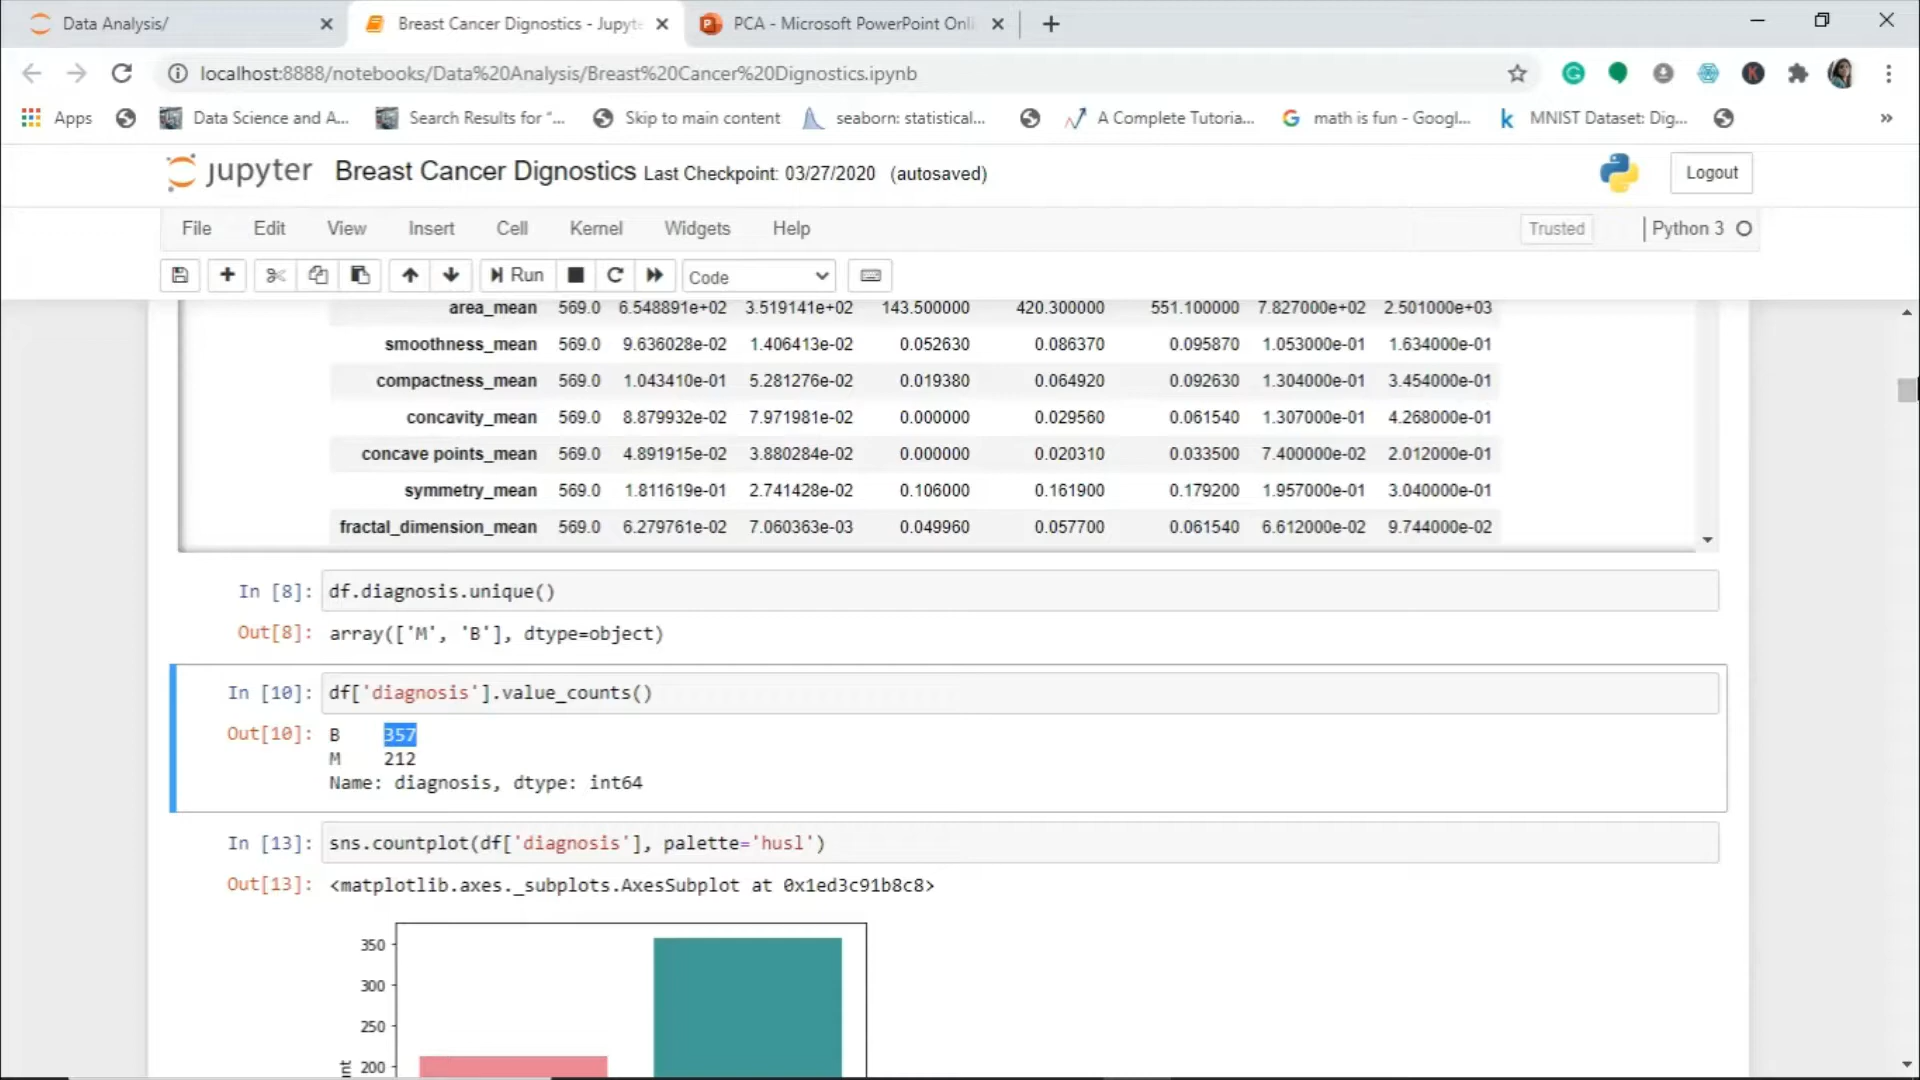 Data Analysis/
Breast Cancer Diagnostics - Jupyte
PCA - Microsoft PowerPoint Onli
localhost:8888/notebooks/Data%20Analysis/Breast%20Cancer%20Dignostics.ipynb
Apps
Data Science and A...
Search Results for “...
Skip to main content
seaborn: statistical...
A Complete Tutoria...
math is fun - Googl...
MNIST Dataset: Dig...
»
jupyter Breast Cancer Dignostics Last Checkpoint: 03/27/2020 (autosaved)
Logout
File Edit View Insert Cell Kernel Widgets Help
Trusted
Python 3
Run
Code
area_mean 569.0 6.548891e+02 3.519141e+02 143.500000 420.300000 551.100000 7.827000e+02 2.501000e+03
smoothness_mean 569.0 9.636028e-02 1.406413e-02 0.052630 0.086370 0.095870 1.053000e-01 1.634000e-01
compactness_mean 569.0 1.043410e-01 5.281276e-02 0.019380 0.064920 0.092630 1.304000e-01 3.454000e-01
concavity_mean 569.0 8.879932e-02 7.971981e-02 0.000000 0.029560 0.061540 1.307000e-01 4.268000e-01
concave points_mean 569.0 4.891915e-02 3.880284e-02 0.000000 0.020310 0.033500 7.400000e-02 2.012000e-01
symmetry_mean 569.0 1.811619e-01 2.741428e-02 0.106000 0.161900 0.179200 1.957000e-01 3.040000e-01
fractal_dimension_mean 569.0 6.279761e-02 7.060363e-03 0.049960 0.057700 0.061540 6.612000e-02 9.744000e-02
In [8]: df.diagnosis.unique()
Out[8]: array(['M', 'B'], dtype=object)
In [10]: df['diagnosis'].value_counts()
Out[10]: B 357
M 212
Name: diagnosis, dtype: int64
In [13]: sns.countplot(df['diagnosis'], palette='husl')
Out[13]: <matplotlib.axes._subplots.AxesSubplot at 0x1ed3c91b8c8>
350
300
250
200